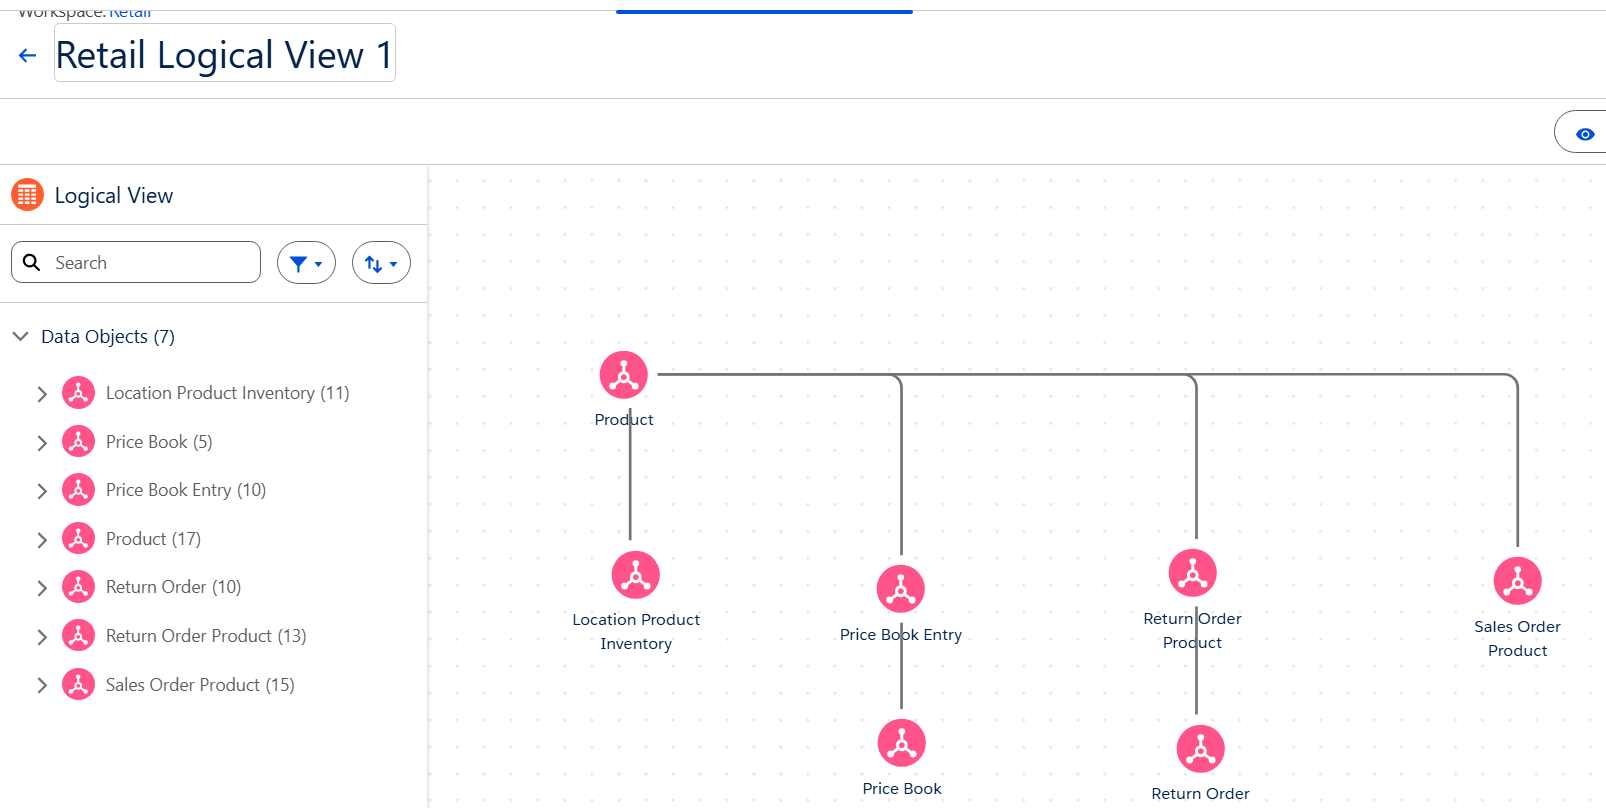 Workspace: Retail
Retail Logical View 1
Logical View
Search
Data Objects (7)
Location Product Inventory (11)
Price Book (5)
Price Book Entry (10)
Product (17)
Return Order (10)
Return Order Product (13)
Sales Order Product (15)
Product
Location Product
Inventory
Price Book Entry
Return Order
Product
Sales Order
Product
Price Book
Return Order